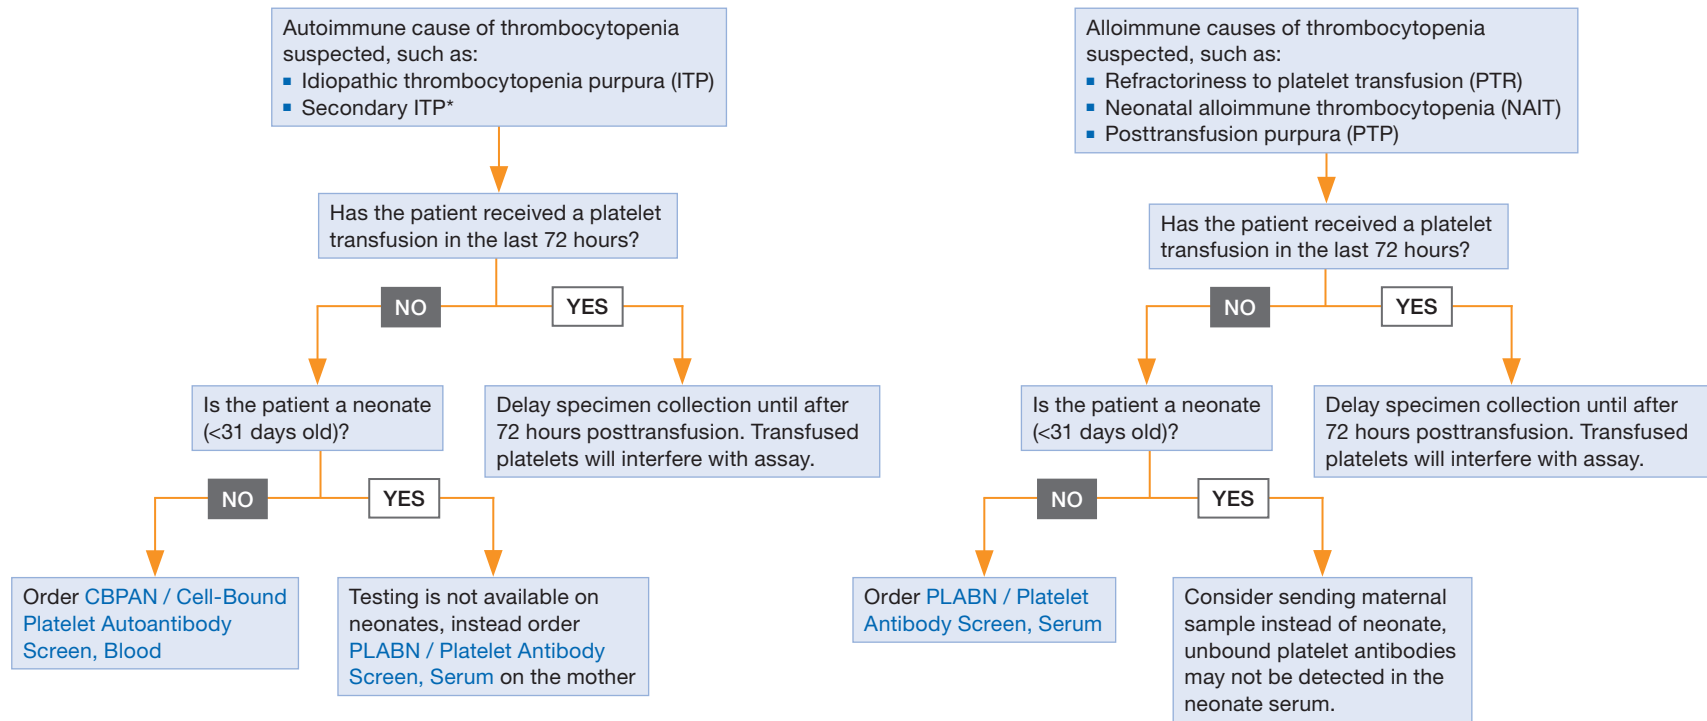 Autoimmune cause of thrombocytopenia
suspected, such as:
▪ Idiopathic thrombocytopenia purpura (ITP)
▪ Secondary ITP*
Has the patient received a platelet
transfusion in the last 72 hours?
NO
YES
Is the patient a neonate
(<31 days old)?
Delay specimen collection until after
72 hours posttransfusion. Transfused
platelets will interfere with assay.
NO
YES
Order CBPAN / Cell-Bound
Platelet Autoantibody
Screen, Blood
Testing is not available on
neonates, instead order
PLABN / Platelet Antibody
Screen, Serum on the mother
Alloimmune causes of thrombocytopenia
suspected, such as:
▪ Refractoriness to platelet transfusion (PTR)
▪ Neonatal alloimmune thrombocytopenia (NAIT)
▪ Posttransfusion purpura (PTP)
Has the patient received a platelet
transfusion in the last 72 hours?
NO
YES
Is the patient a neonate
(<31 days old)?
Delay specimen collection until after
72 hours posttransfusion. Transfused
platelets will interfere with assay.
NO
YES
Order PLABN / Platelet
Antibody Screen, Serum
Consider sending maternal
sample instead of neonate,
unbound platelet antibodies
may not be detected in the
neonate serum.